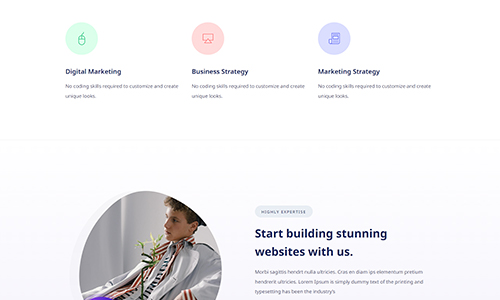 Digital Marketing
No coding skills required to customize and create
unique looks.
Business Strategy
No coding skills required to customize and create
unique looks.
Marketing Strategy
No coding skills required to customize and create
unique looks.
HIGHLY EXPERTISE
Start building stunning
websites with us.
Morbi sagittis hendrit nulla ultricies. Cras en diam ips elementum pretium
hendrerit ultricies. Lorem Ipsum is simply dummy text of the printing and
typesetting has been the industry's